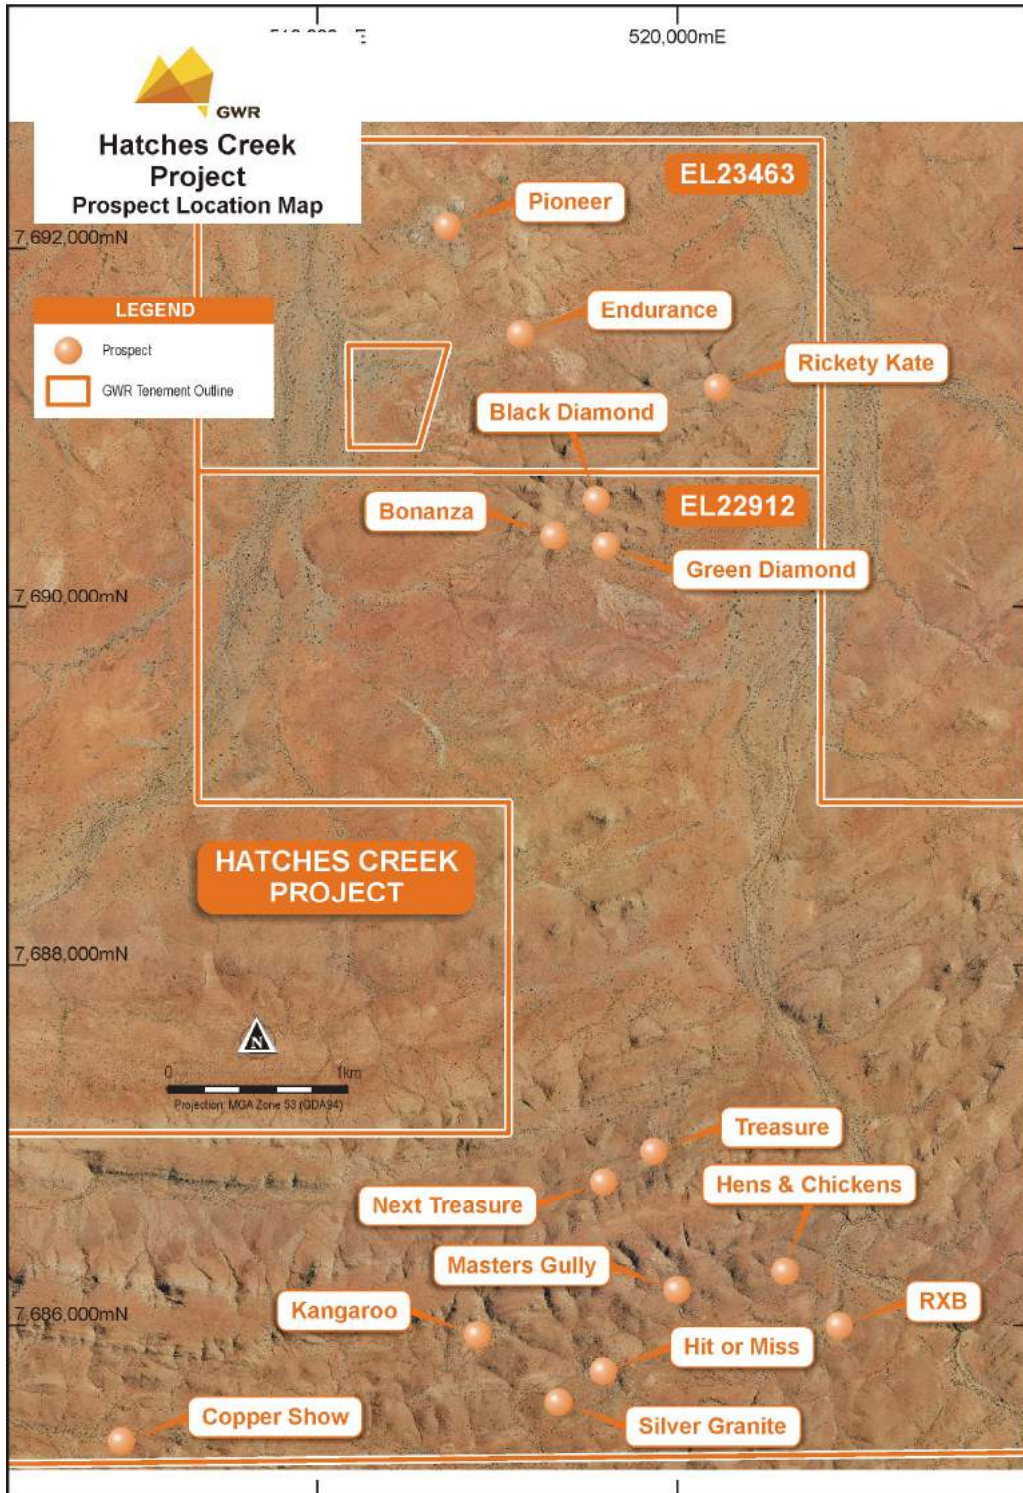 520,000mE
GWR
Hatches Creek
Project
Prospect Location Map
EL23463
Pioneer
7,692,000mN
LEGEND
Prospect
GWR Tenement Outline
Endurance
Rickety Kate
Black Diamond
Bonanza
EL22912
Green Diamond
7,690,000mN
HATCHES CREEK
PROJECT
7,688,000mN
N
0 1km
Projection: MGA Zone 53 (GDA94)
Treasure
Hens & Chickens
Next Treasure
Masters Gully
RXB
Kangaroo
7,686,000mN
Hit or Miss
Copper Show
Silver Granite